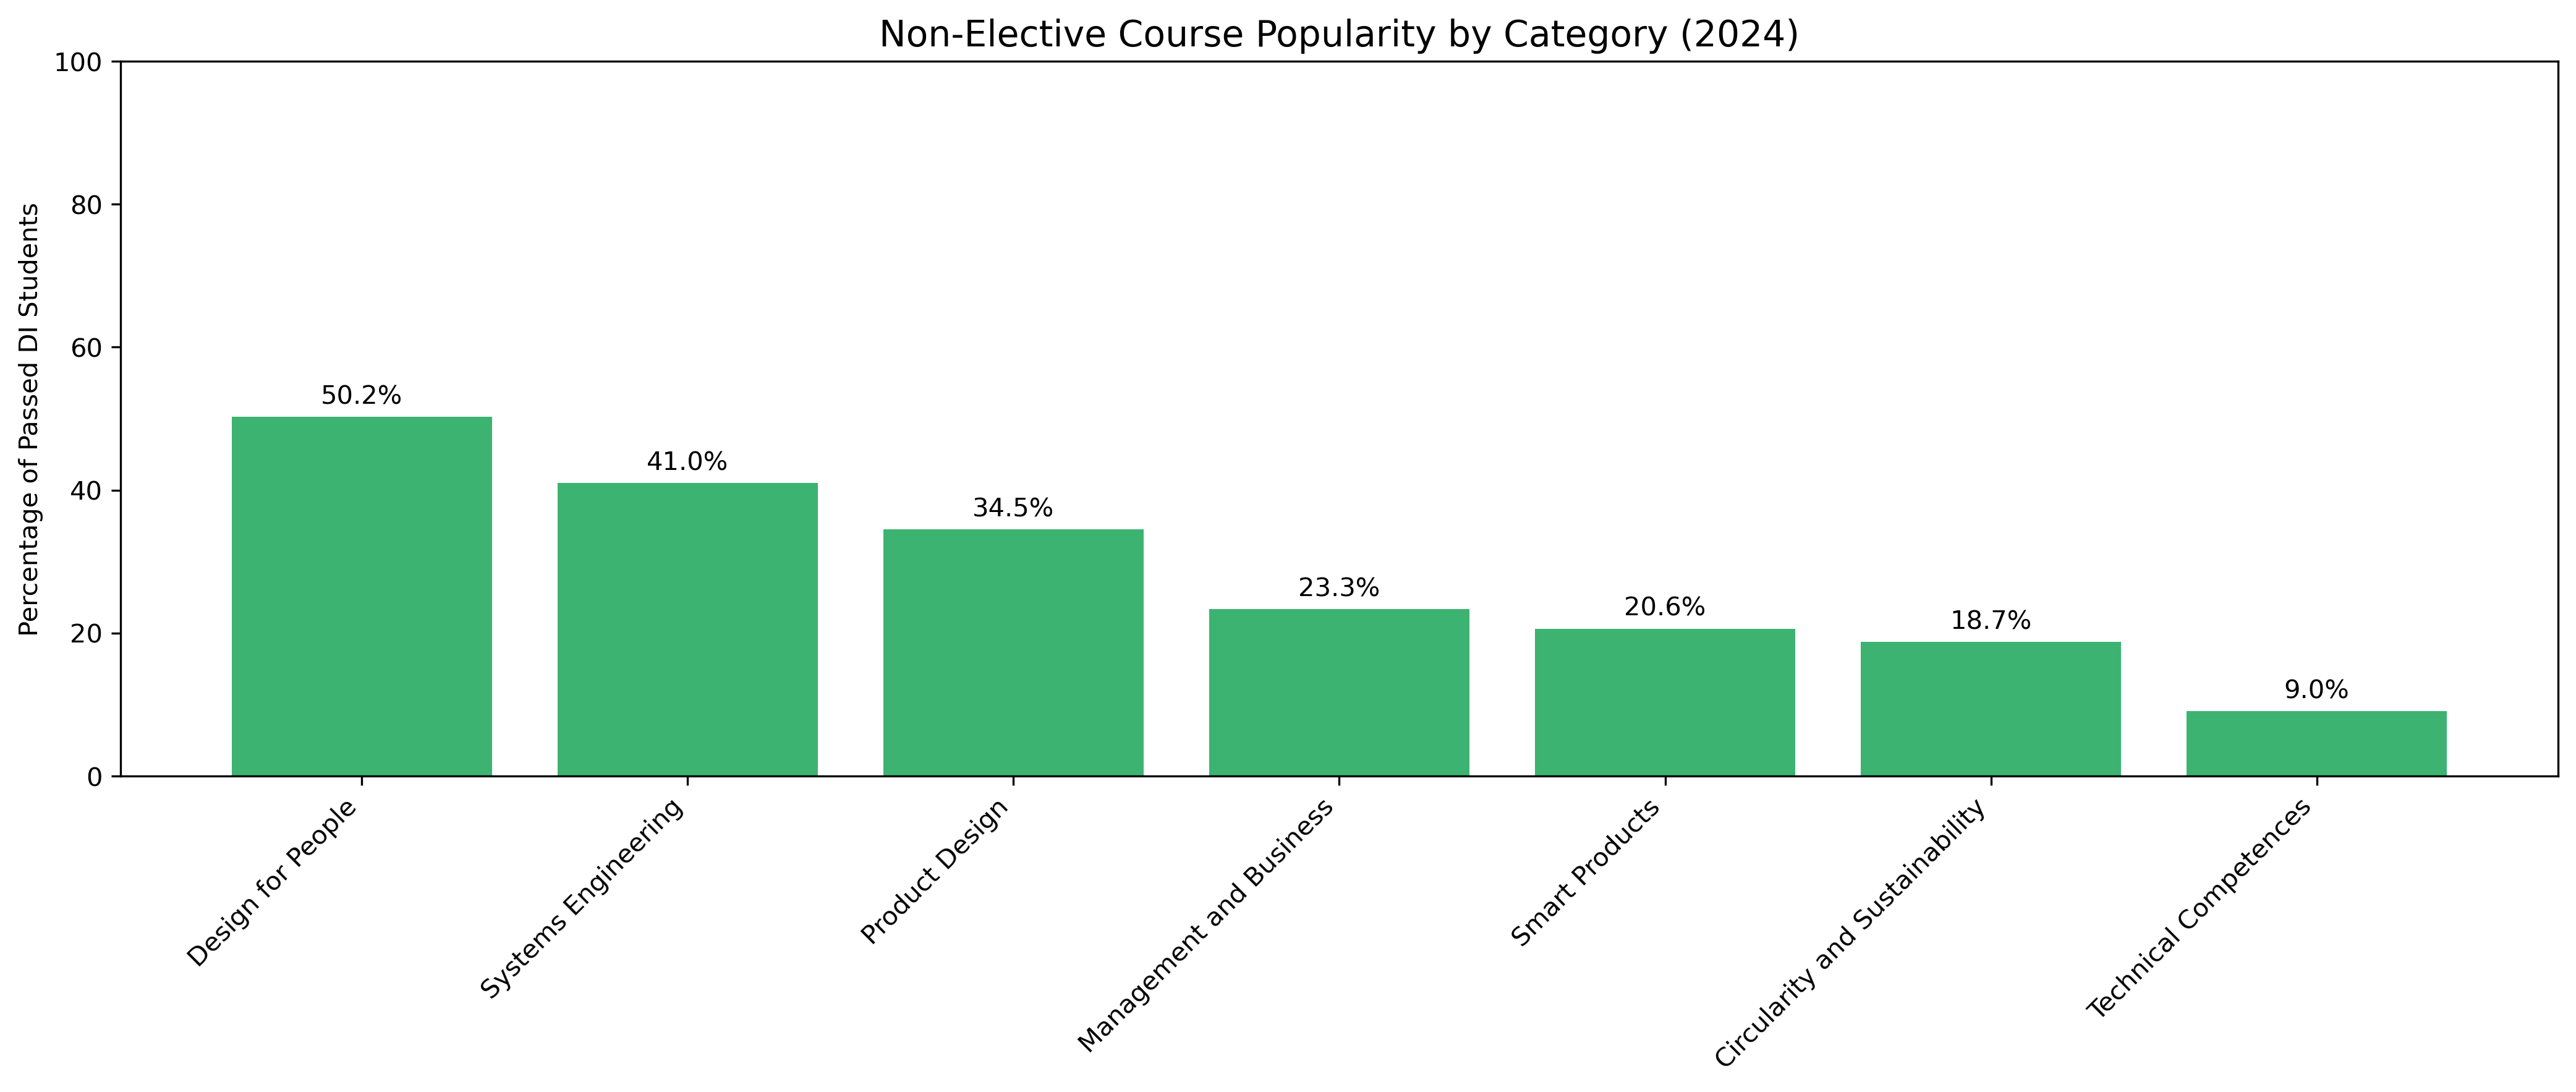 Non-Elective Course Popularity by Category (2024)
Percentage of Passed DI Students
100
80
60
40
20
0
50.2%
41.0%
34.5%
23.3%
20.6%
18.7%
9.0%
Design for People
Systems Engineering
Product Design
Management and Business
Smart Products
Circularity and Sustainability
Technical Competences